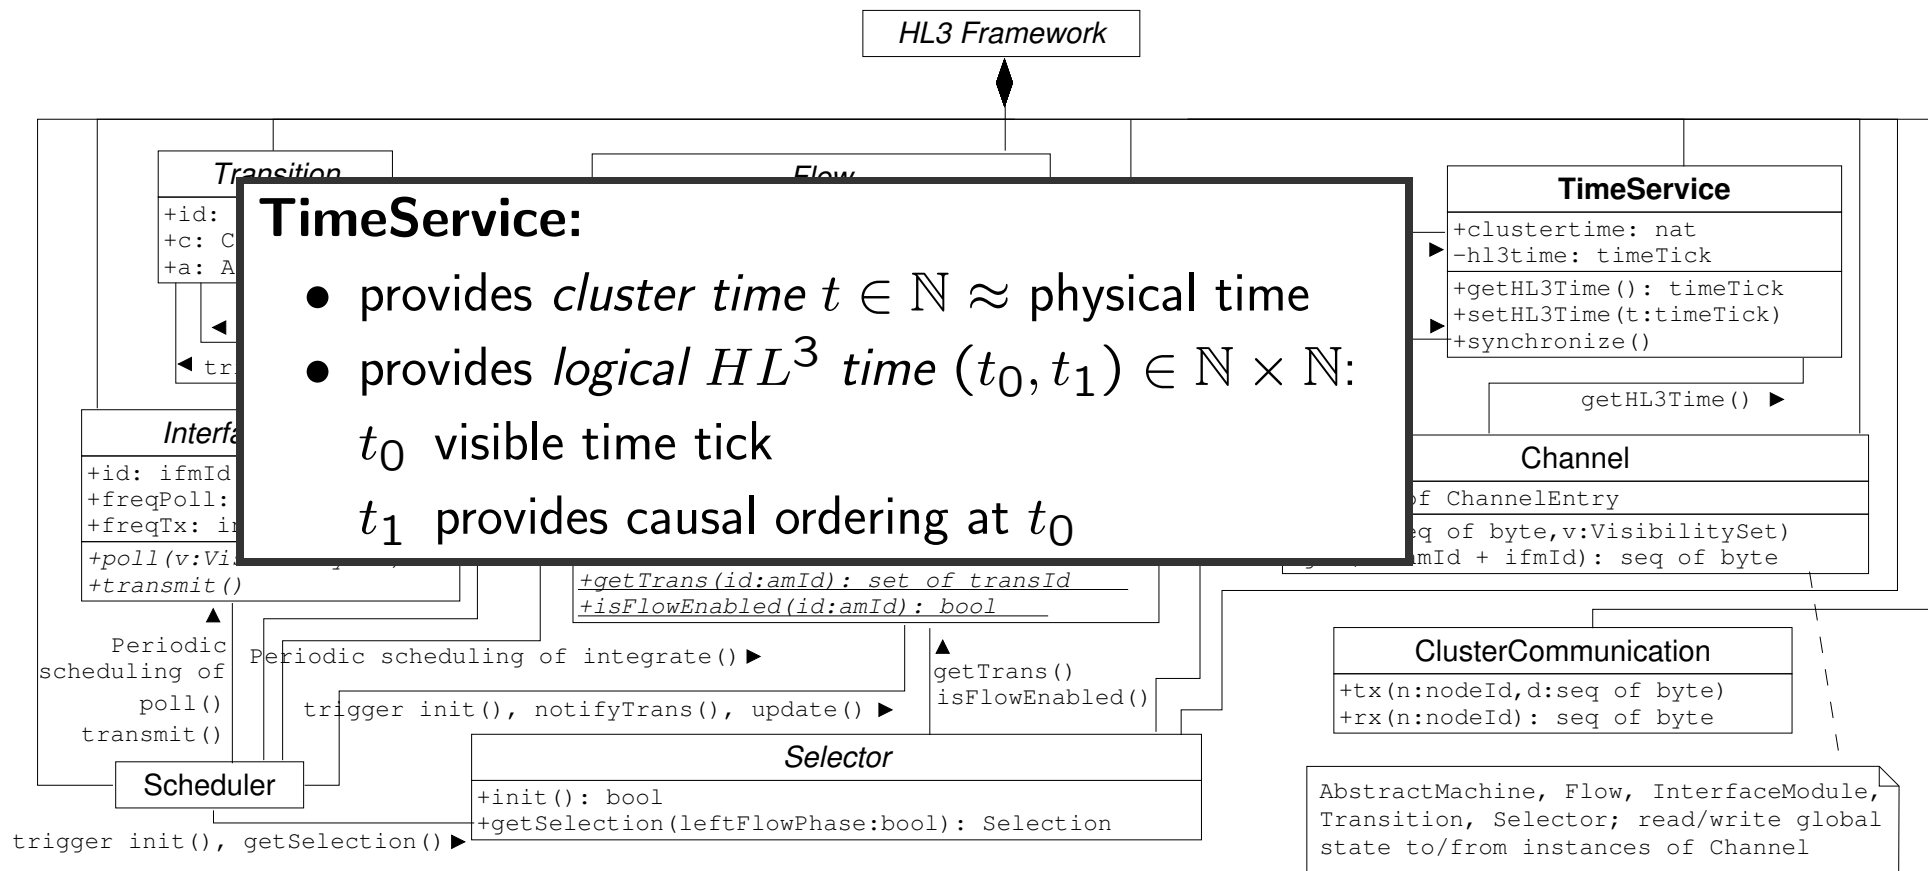 HL3 Framework
Transition
+id:
+c: C
+a: A
Flow
TimeService
+clustertime: nat
−hl3time: timeTick
+getHL3Time(): timeTick
+setHL3Time(t:timeTick)
+synchronize()
TimeService:
• provides cluster time t ∈ ℕ ≈ physical time
• provides logical HL³ time (t₀, t₁) ∈ ℕ × ℕ:
t₀ visible time tick
t₁ provides causal ordering at t₀
getHL3Time() ►
+id: ifmId
+freqPoll:
+freqTx:
+transmit()
Channel
of ChannelEntry
of byte,v:VisibilitySet)
+ ifmId): seq of byte
+getTrans(id:amId): set of transId
+isFlowEnabled(id:amId): bool
▲
Periodic
scheduling of
poll()
transmit()
Periodic scheduling of integrate() ►
trigger init(), notifyTrans(), update() ►
▲
getTrans()
isFlowEnabled()
ClusterCommunication
+tx(n:nodeId,d:seq of byte)
+rx(n:nodeId): seq of byte
Scheduler
Selector
+init(): bool
+getSelection(leftFlowPhase:bool): Selection
trigger init(), getSelection() ►
AbstractMachine, Flow, InterfaceModule,
Transition, Selector; read/write global
state to/from instances of Channel